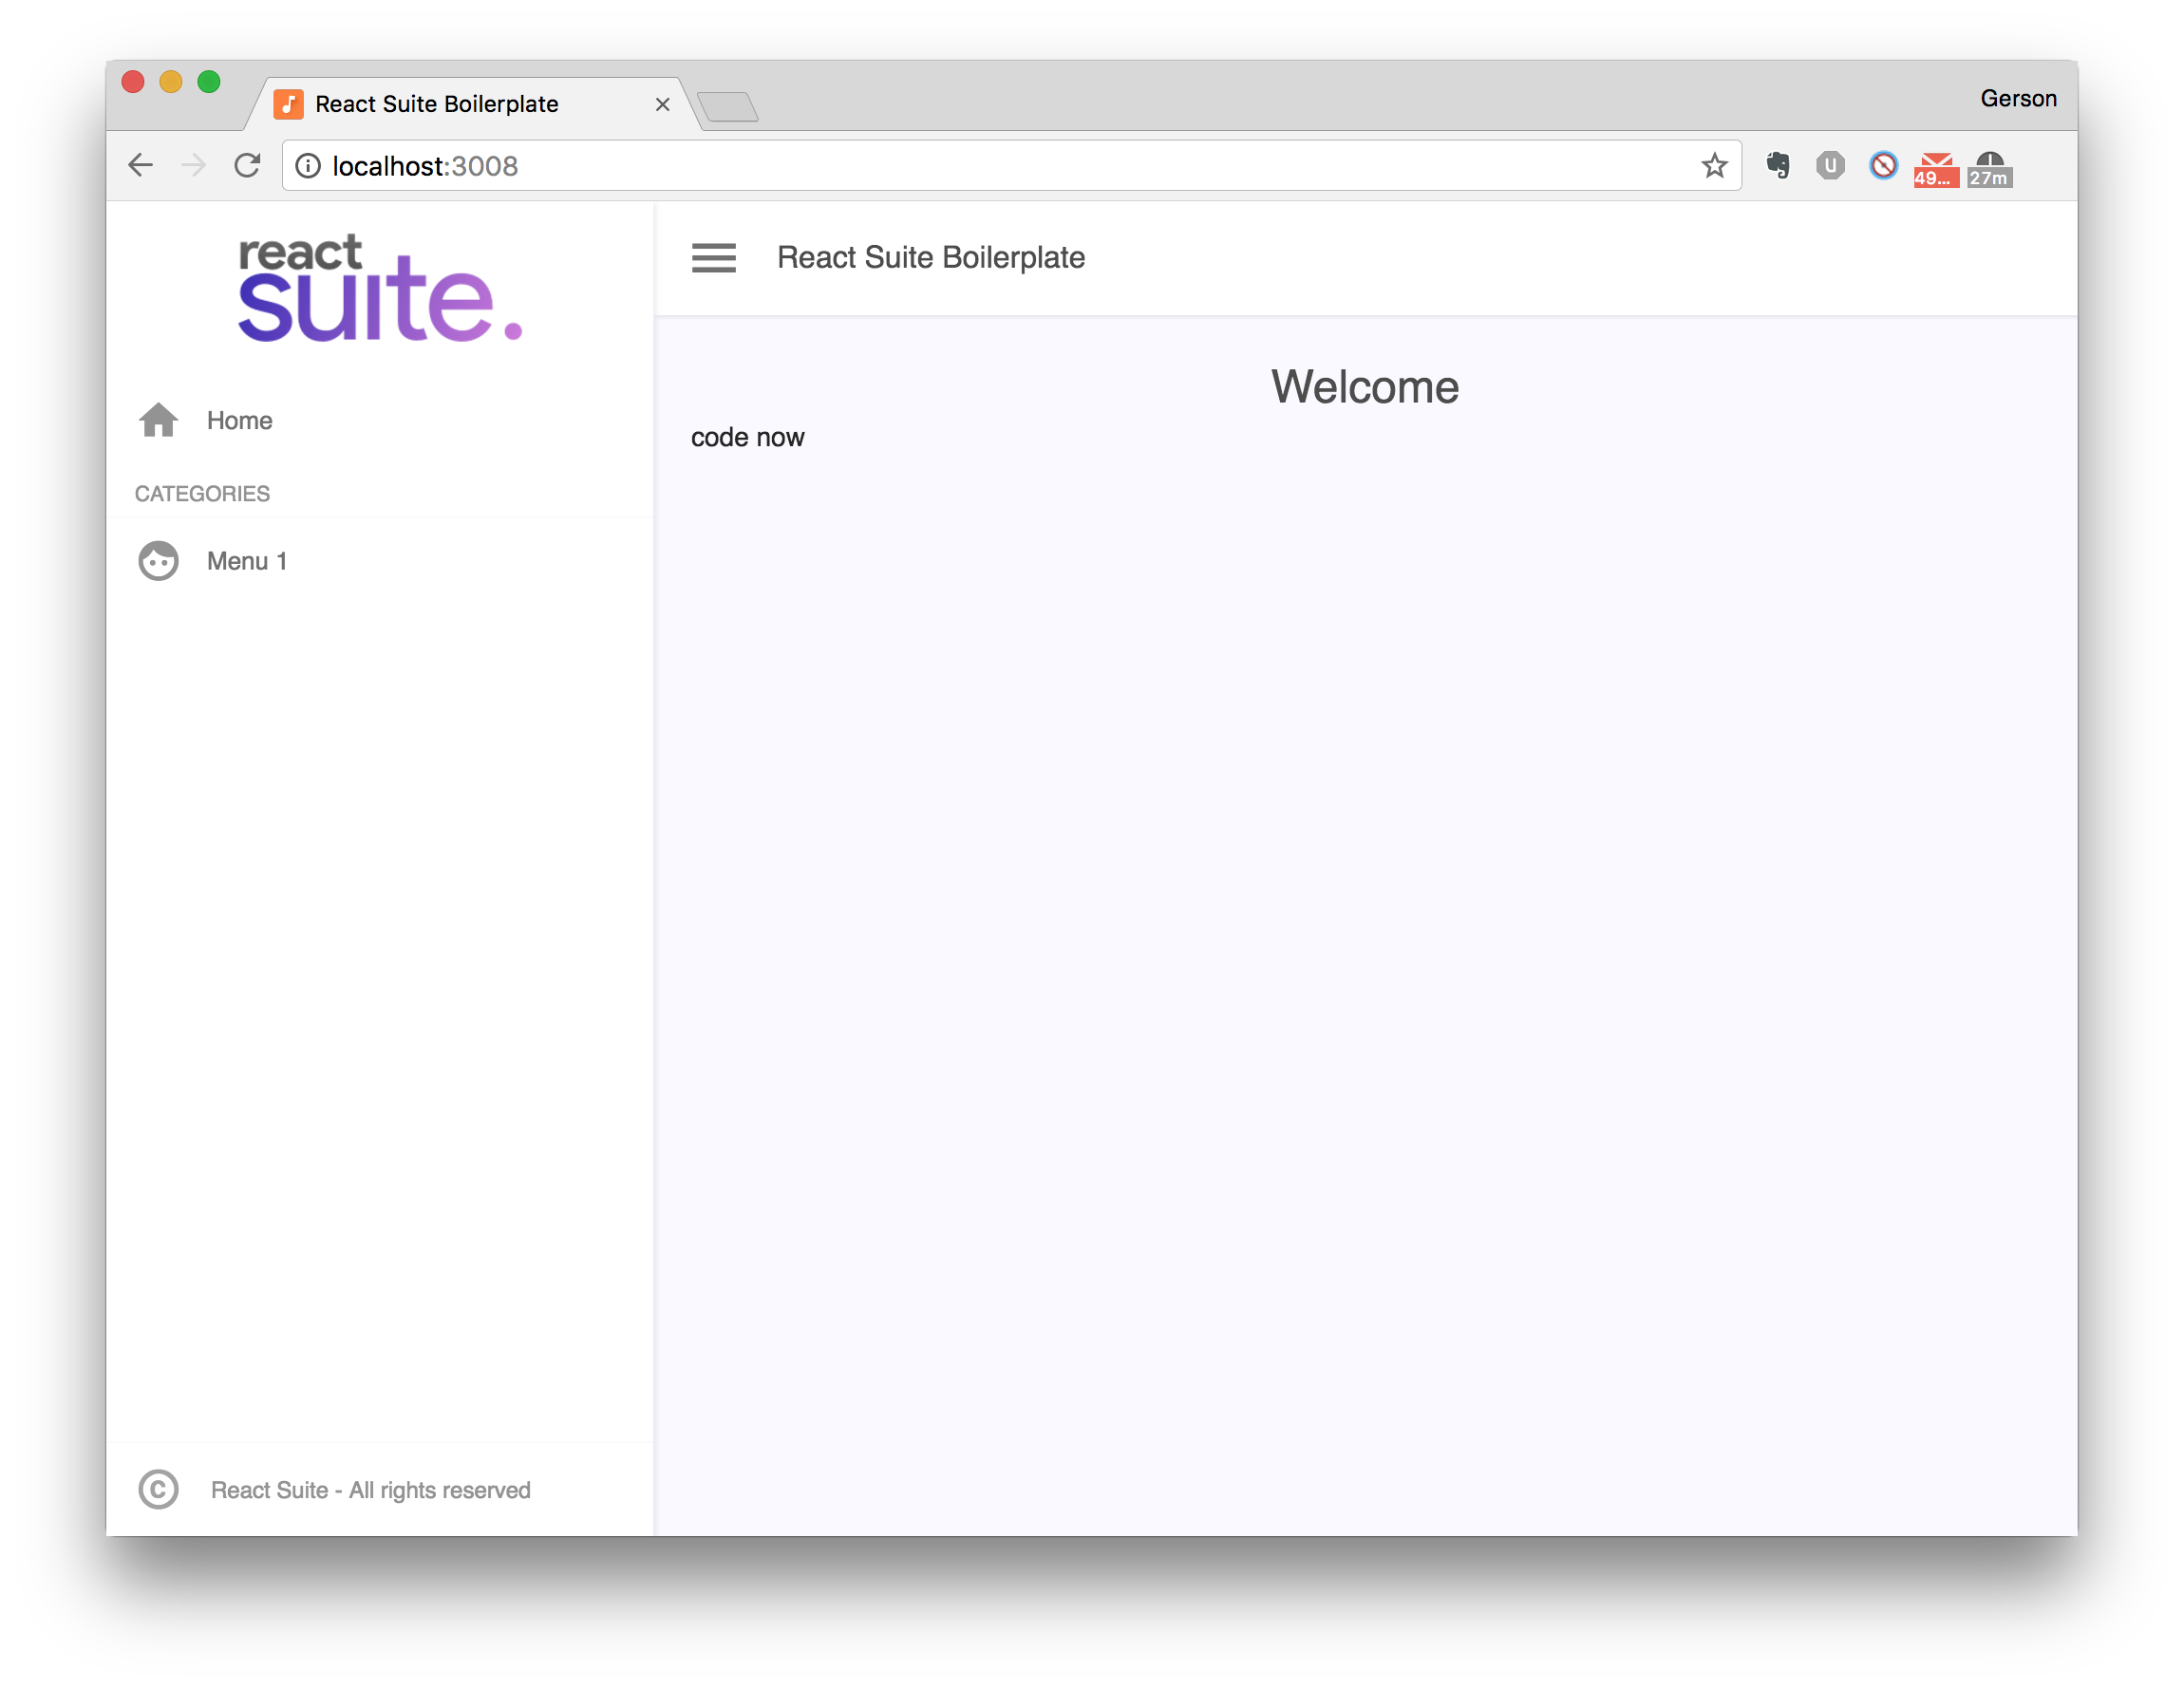 React Suite Boilerplate
Gerson
localhost:3008
u
49...
27m
react
suite.
Home
CATEGORIES
Menu 1
React Suite Boilerplate
Welcome
code now
© React Suite - All rights reserved